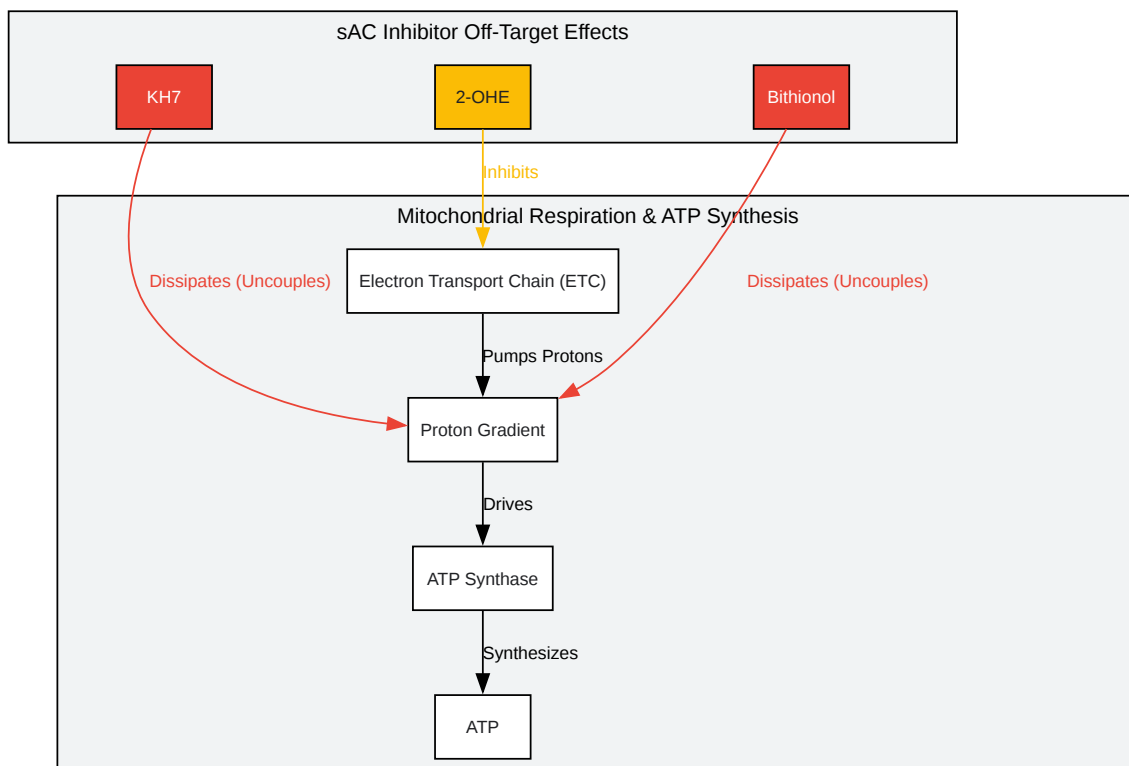 sAC Inhibitor Off-Target Effects
KH7
2-OHE
Bithionol
Inhibits
Mitochondrial Respiration & ATP Synthesis
Electron Transport Chain (ETC)
Dissipates (Uncouples)
Dissipates (Uncouples)
Pumps Protons
Proton Gradient
Drives
ATP Synthase
Synthesizes
ATP